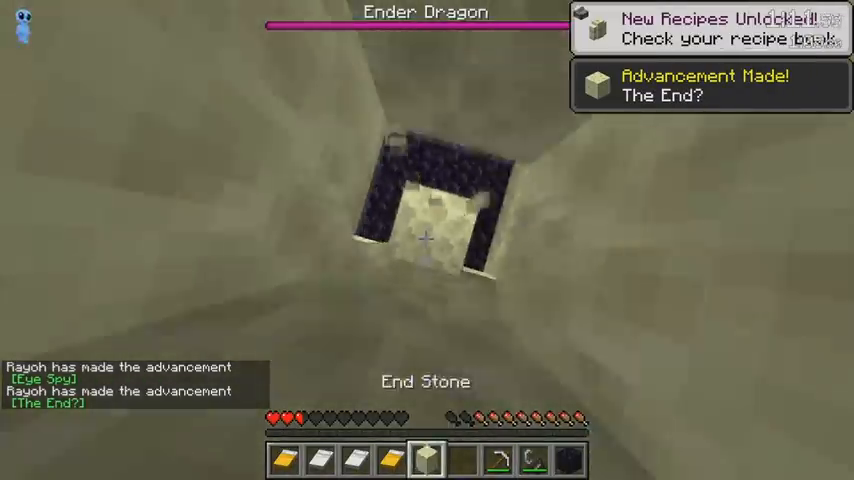 Ender Dragon
New Recipes Unlocked!
Check your recipe book
Advancement Made!
The End?
Rayoh has made the advancement
[Eye Spy]
Rayoh has made the advancement
[The End?]
End Stone